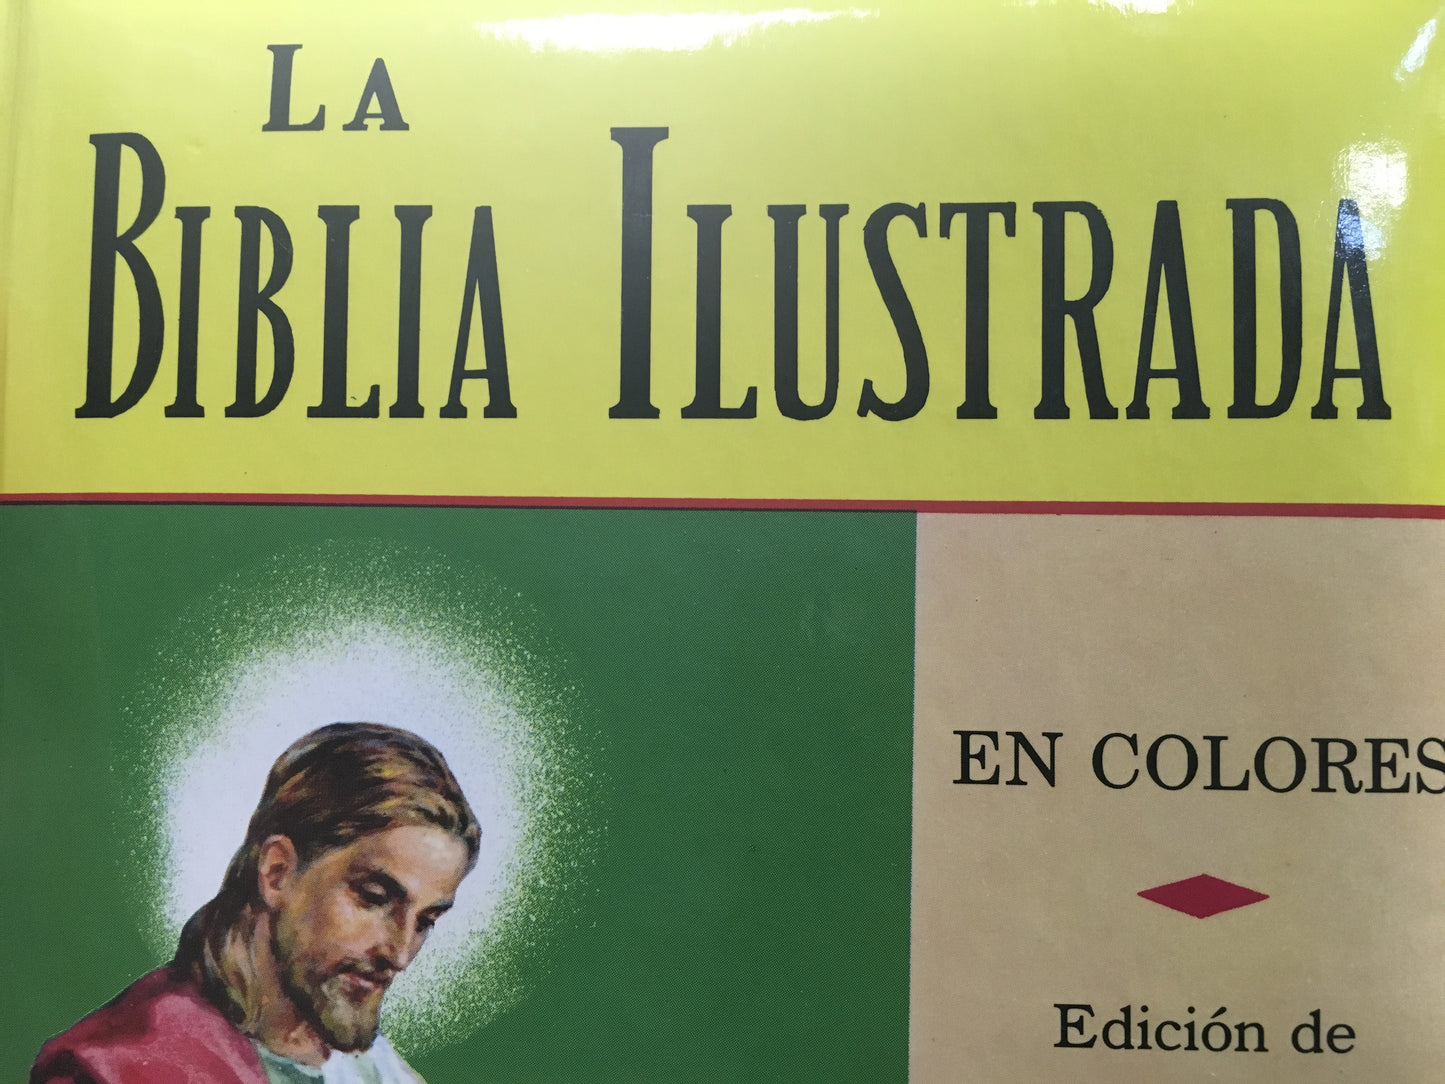 LA
BIBLIA ILUSTRADA
EN COLORES
Edición de